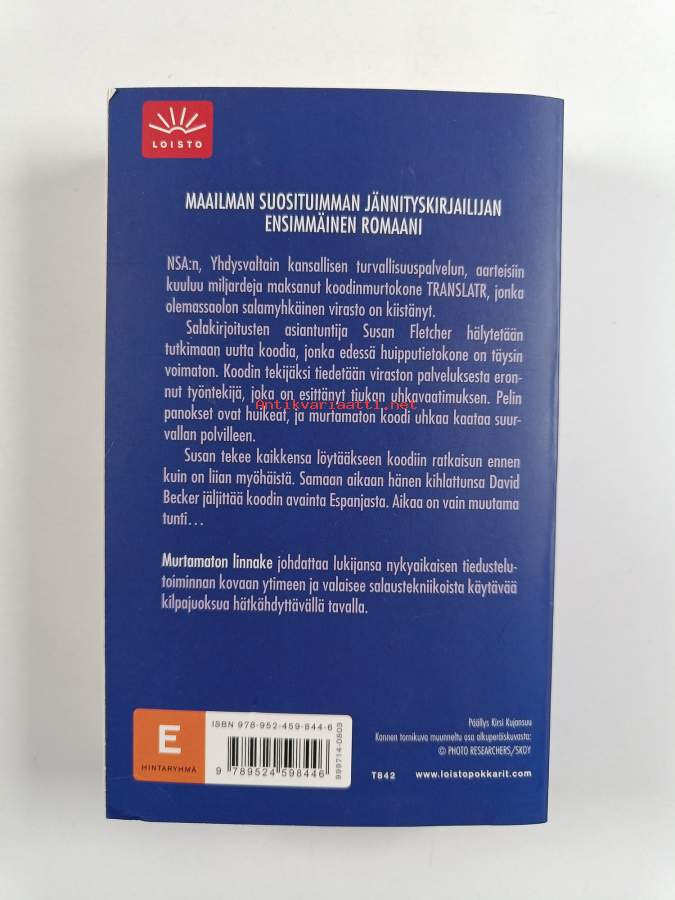 LOISTO
MAAILMAN SUOSITUIMMAN JÄNNITYSKIRJAILIJAN
ENSIMMÄINEN ROMAANI
NSA:n, Yhdysvaltain kansallisen turvallisuuspalvelun, aarteisiin
kuuluu miljardeja maksanut koodinmurtokone TRANSLATR, jonka
olemassaolon salamyhkäinen virasto on kiistänyt.
Salakirjoitusten asiantuntija Susan Fletcher hälytetään
tutkimaan uutta koodia, jonka edessä huipputietokone on täysin
voimaton. Koodin tekijäksi tiedetään viraston palveluksesta eron-
nut työntekijä, joka on esittänyt tiukan uhkavaatimuksen. Pelin
Antikvariaatti.net
panokset ovat huikeat, ja murtamaton koodi uhkaa kaataa suur-
vallan polvilleen.
Susan tekee kaikkensa löytääkseen koodiin ratkaisun ennen
kuin on liian myöhäistä. Samaan aikaan hänen kihlattunsa David
Becker jäljittää koodin avainta Espanjasta. Aikaa on vain muutama
tunti...
Murtamaton linnake johdattaa lukijansa nykyaikaisen tiedustelu-
toiminnan kovaan ytimeen ja valaisee salaustekniikoista käytävää
kilpajuoksua hätkähdyttävällä tavalla.
E
HINTARYHMÄ
ISBN 978-952-459-844-6
9 789524 598446
999714-0803
Päällys Kirsi Kujansuu
Kannen tornikuva muunneltu osa alkuperäiskuvasta:
© PHOTO RESEARCHERS/SKOY
T842 www.loistopokkarit.com